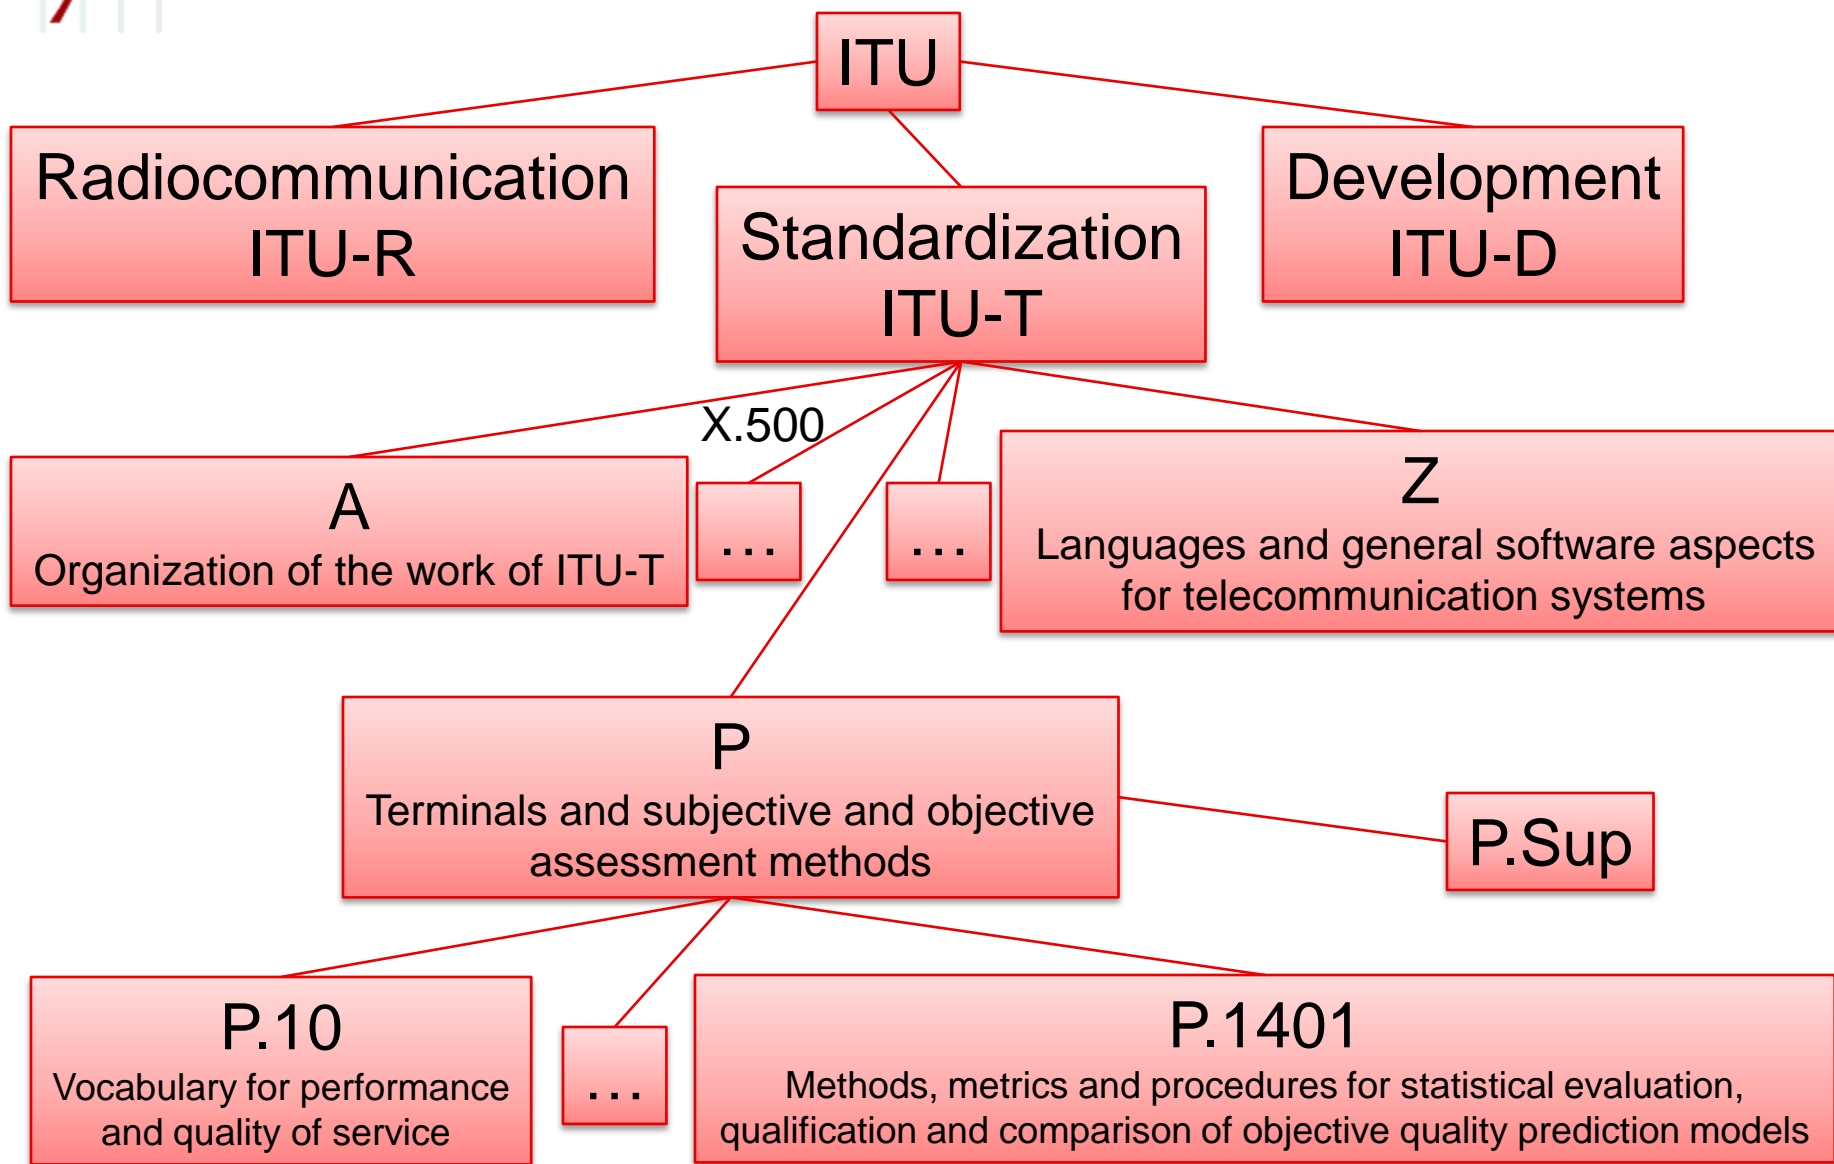 ITU
Radiocommunication
ITU-R
Standardization
ITU-T
Development
ITU-D
X.500
A
Organization of the work of ITU-T
...
...
Z
Languages and general software aspects
for telecommunication systems
P
Terminals and subjective and objective
assessment methods
P.Sup
P.10
Vocabulary for performance
and quality of service
...
P.1401
Methods, metrics and procedures for statistical evaluation,
qualification and comparison of objective quality prediction models